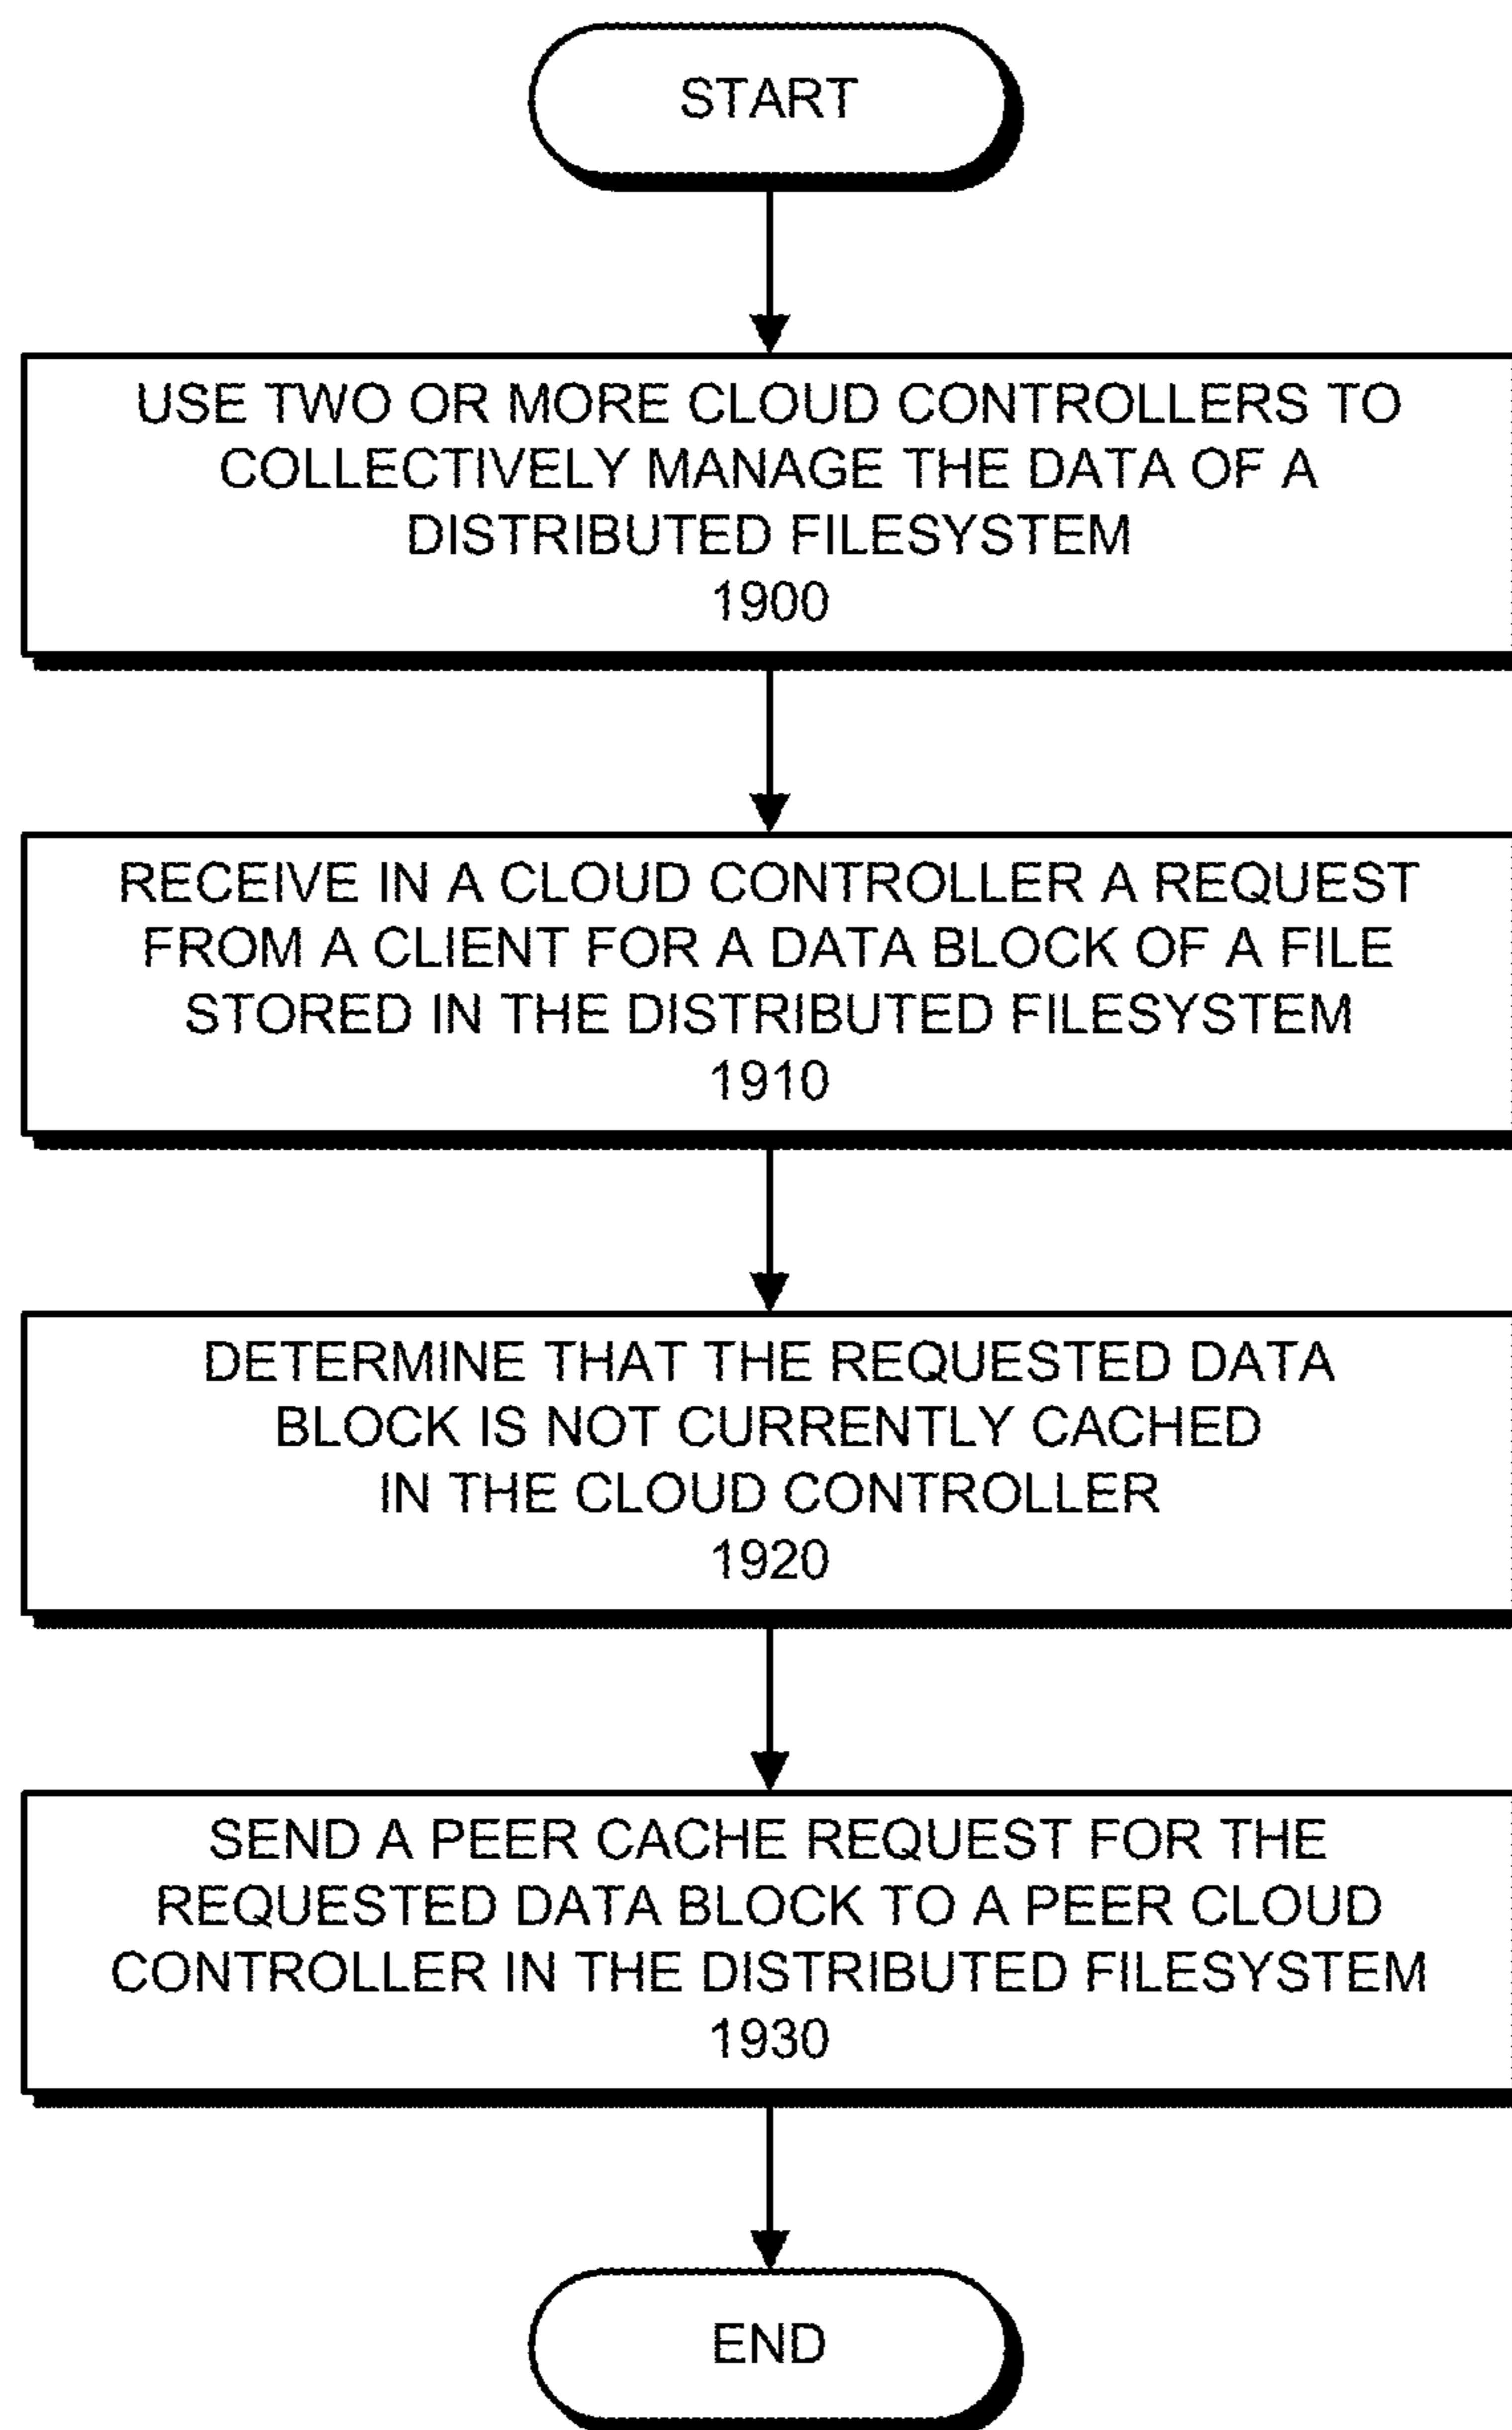 START
USE TWO OR MORE CLOUD CONTROLLERS TO
COLLECTIVELY MANAGE THE DATA OF A
DISTRIBUTED FILESYSTEM
1900
RECEIVE IN A CLOUD CONTROLLER A REQUEST
FROM A CLIENT FOR A DATA BLOCK OF A FILE
STORED IN THE DISTRIBUTED FILESYSTEM
1910
DETERMINE THAT THE REQUESTED DATA
BLOCK IS NOT CURRENTLY CACHED
IN THE CLOUD CONTROLLER
1920
SEND A PEER CACHE REQUEST FOR THE
REQUESTED DATA BLOCK TO A PEER CLOUD
CONTROLLER IN THE DISTRIBUTED FILESYSTEM
1930
END